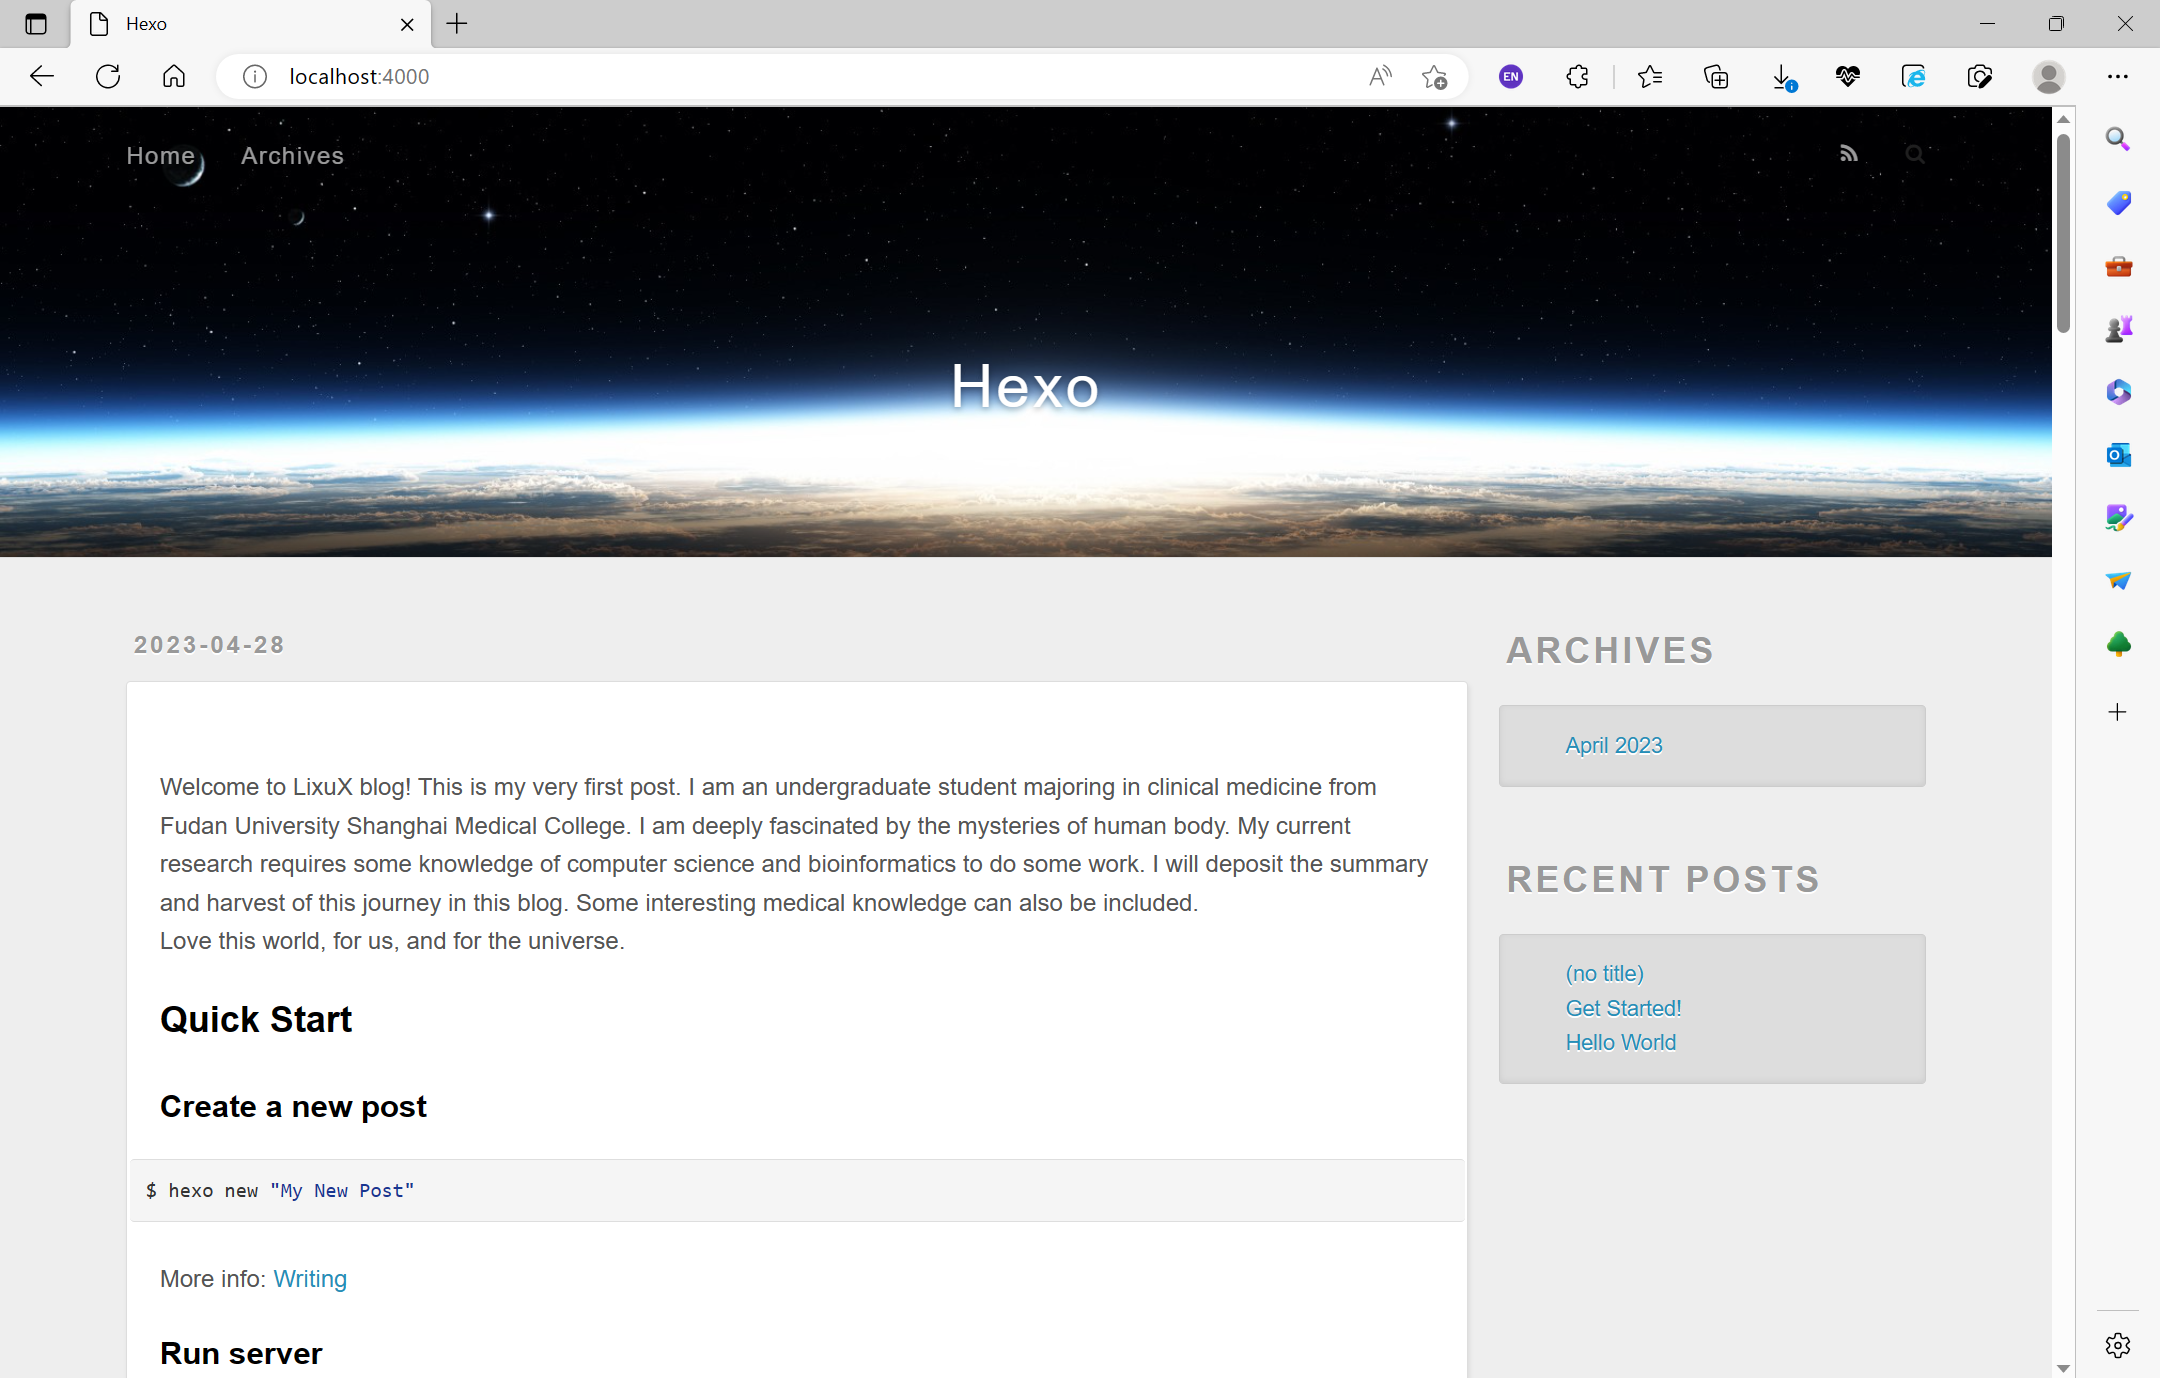 Hexo
localhost:4000
EN
Home
Archives
Hexo
2023-04-28
Welcome to LixuX blog! This is my very first post. I am an undergraduate student majoring in clinical medicine from
Fudan University Shanghai Medical College. I am deeply fascinated by the mysteries of human body. My current
research requires some knowledge of computer science and bioinformatics to do some work. I will deposit the summary
and harvest of this journey in this blog. Some interesting medical knowledge can also be included.
Love this world, for us, and for the universe.
Quick Start
Create a new post
$ hexo new "My New Post"
More info: Writing
Run server
ARCHIVES
April 2023
RECENT POSTS
(no title)
Get Started!
Hello World